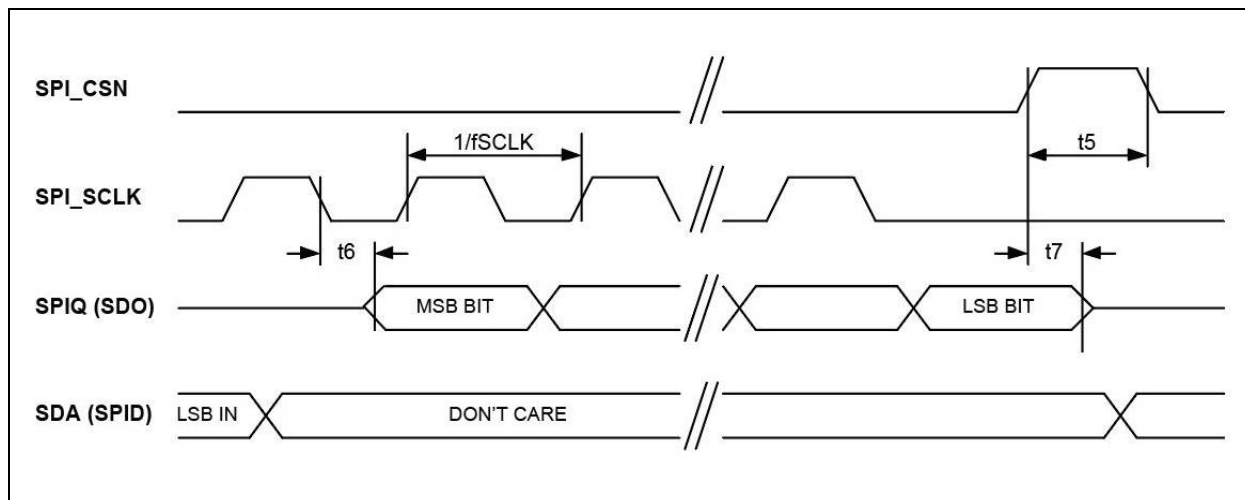 SPI_CSN
t5
1/fSCLK
SPI_SCLK
t6
t7
SPIQ (SDO)
MSB BIT
LSB BIT
SDA (SPID)
LSB IN
DON'T CARE